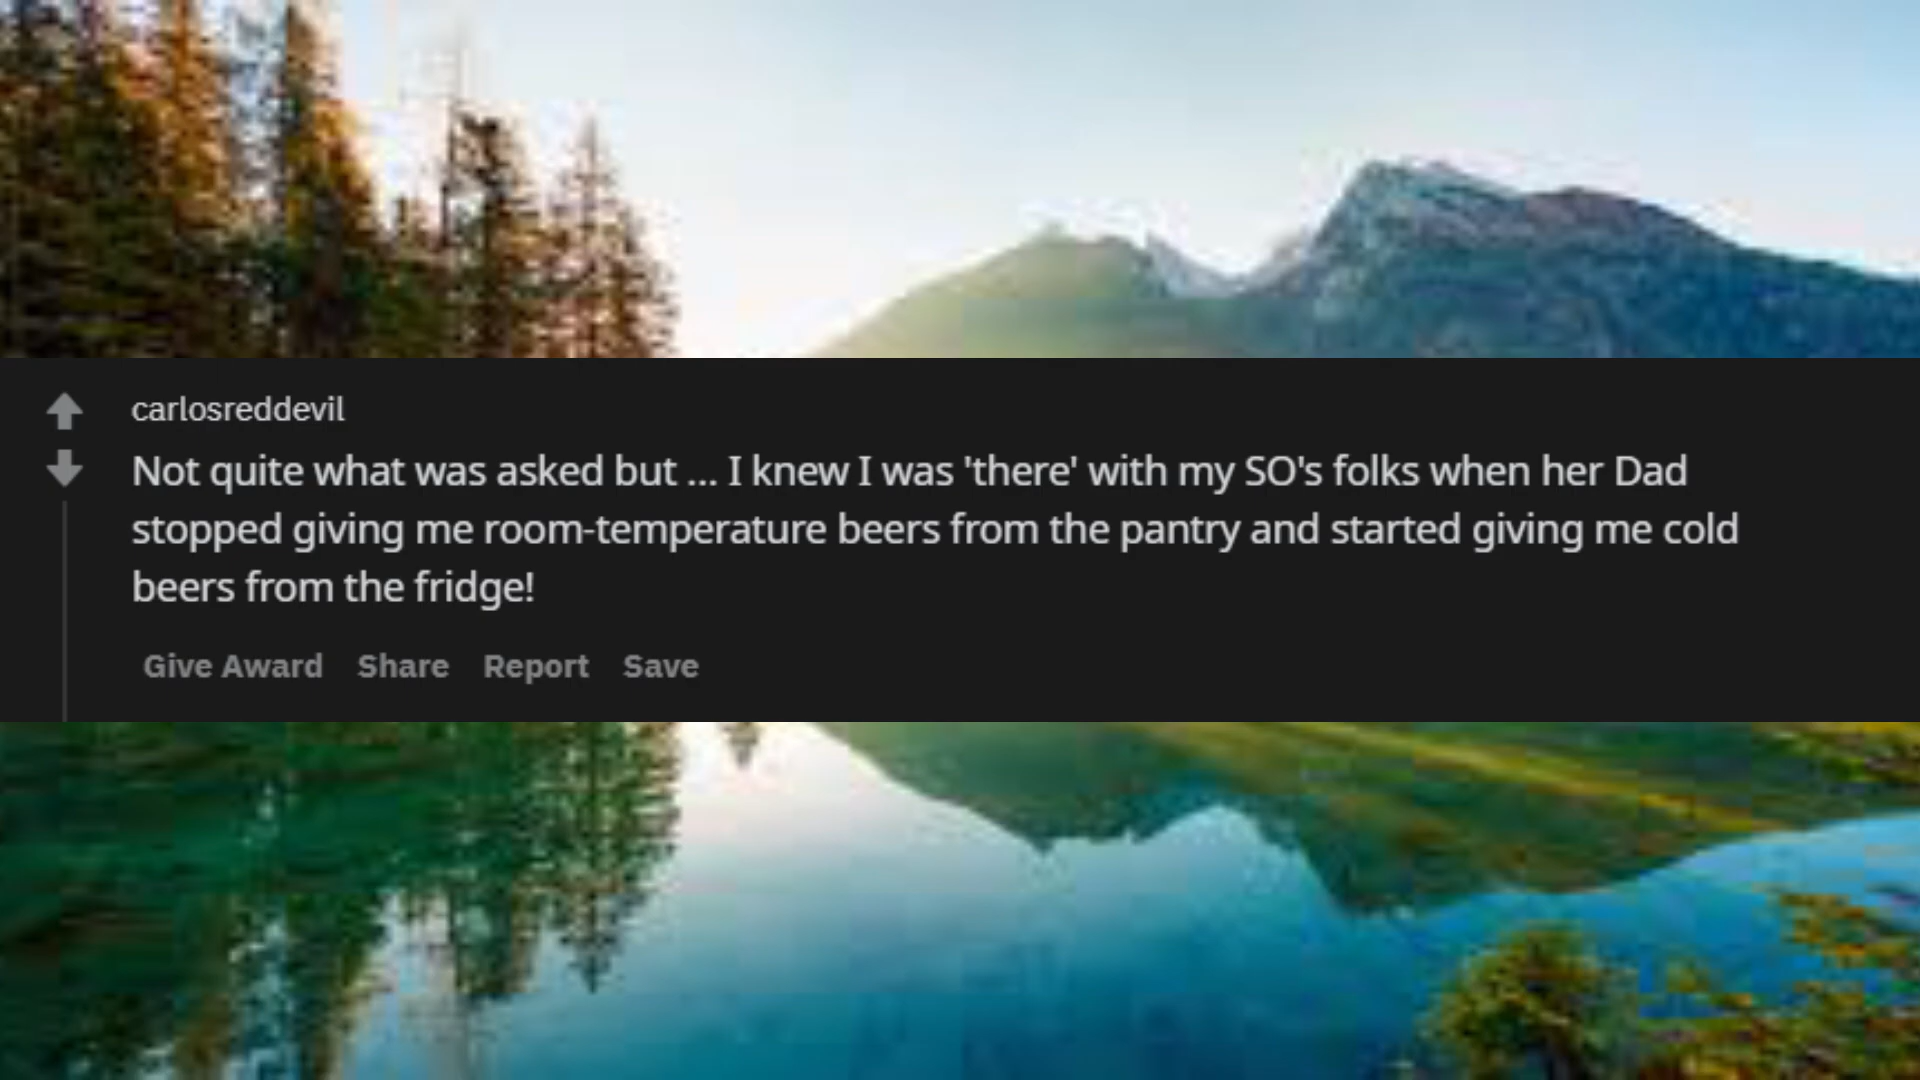 carlosreddevil
Not quite what was asked but ... I knew I was 'there' with my SO's folks when her Dad
stopped giving me room-temperature beers from the pantry and started giving me cold
beers from the fridge!
Give Award Share Report Save